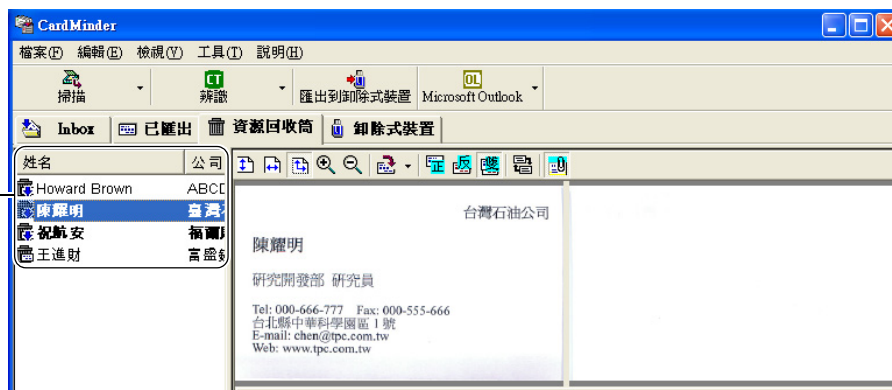 CardMinder
檔案(F) 編輯(E) 檢視(V) 工具(T) 說明(H)
掃描 辨識 匯出到卸除式裝置 Microsoft Outlook
Inbox 已匯出 資源回收筒 卸除式裝置
姓名 公司
Howard Brown ABCD
陳耀明 臺灣
祝航安 福爾
王進財 富盛
台灣石油公司
陳耀明
研究開發部 研究員
Tel: 000-666-777 Fax: 000-555-666
台北縣中華科學園區 1 號
E-mail: chen@tpc.com.tw
Web: www.tpc.com.tw